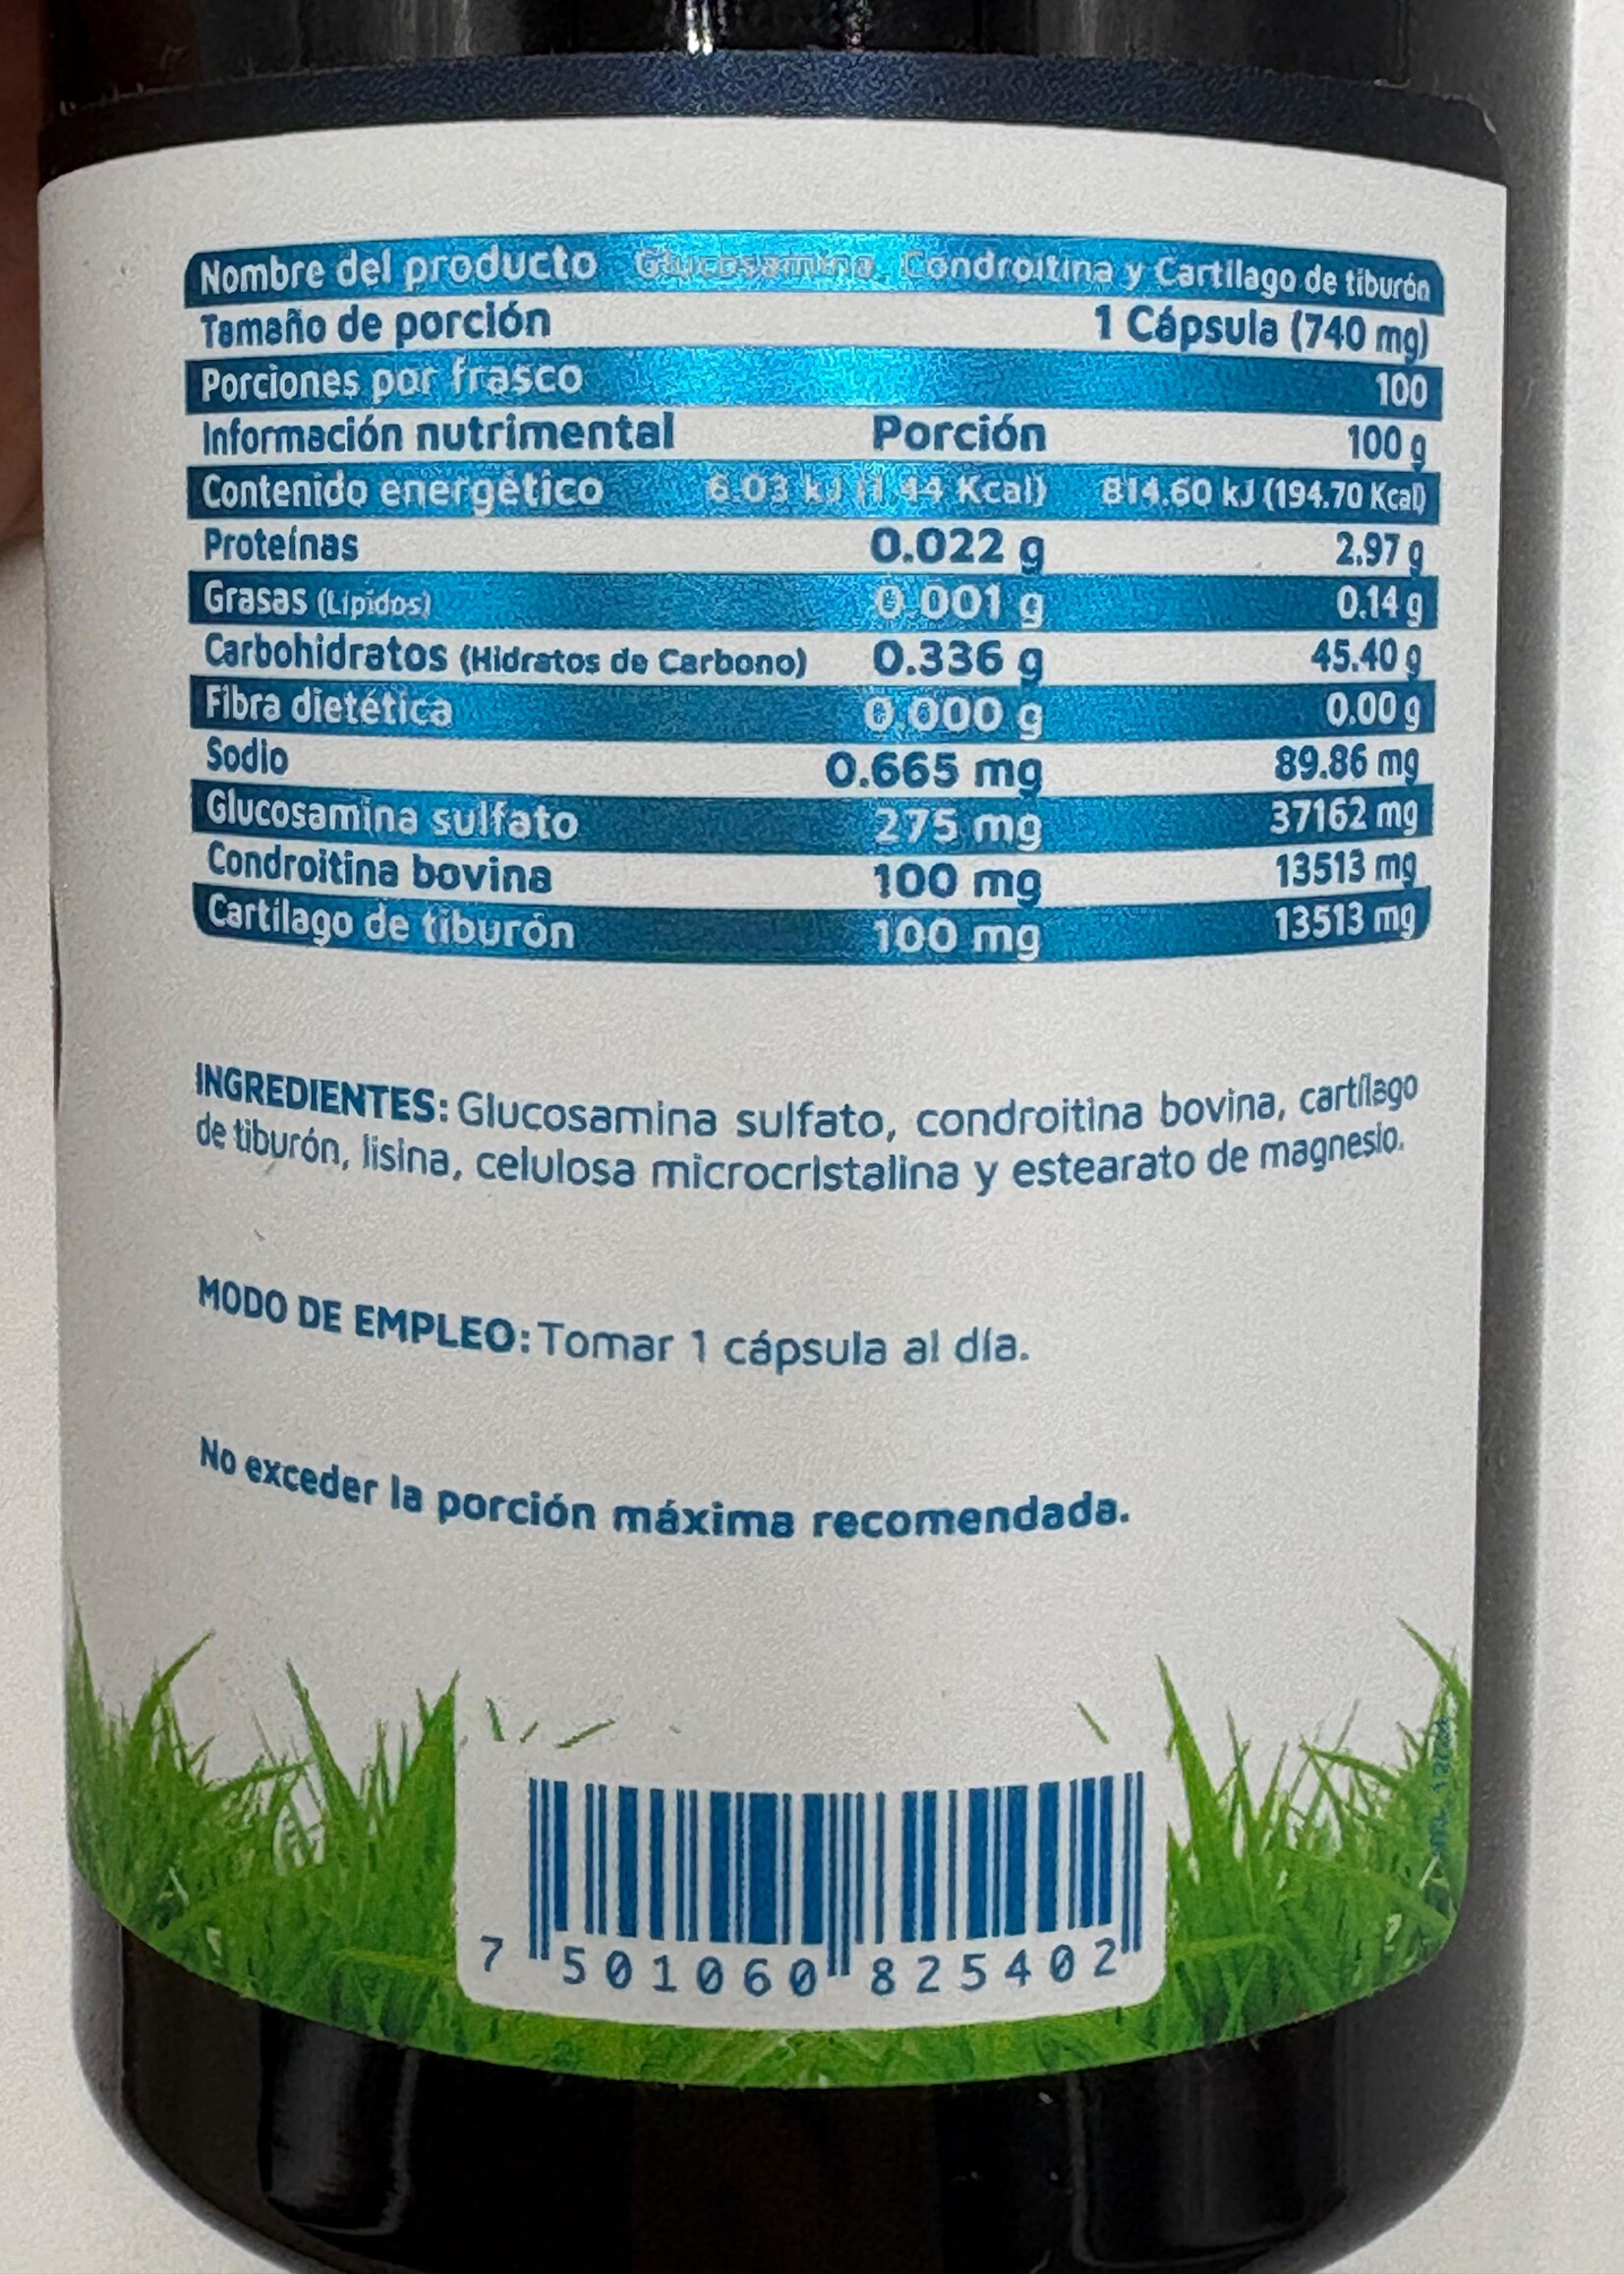 Nombre del producto Glucosamina, Condroitina y Cartílago de tiburón
Tamaño de porción 1 Cápsula (740 mg)
Porciones por frasco 100
Información nutrimental Porción 100 g
Contenido energético 6.03 kJ (1.44 Kcal) 814.60 kJ (194.70 Kcal)
Proteínas 0.022 g 2.97 g
Grasas (Lípidos) 0.001 g 0.14 g
Carbohidratos (Hidratos de Carbono) 0.336 g 45.40 g
Fibra dietética 0.000 g 0.00 g
Sodio 0.665 mg 89.86 mg
Glucosamina sulfato 275 mg 37162 mg
Condroitina bovina 100 mg 13513 mg
Cartílago de tiburón 100 mg 13513 mg
INGREDIENTES: Glucosamina sulfato, condroitina bovina, cartílago
de tiburón, lisina, celulosa microcristalina y estearato de magnesio.
MODO DE EMPLEO: Tomar 1 cápsula al día.
No exceder la porción máxima recomendada.
7 501060 825402